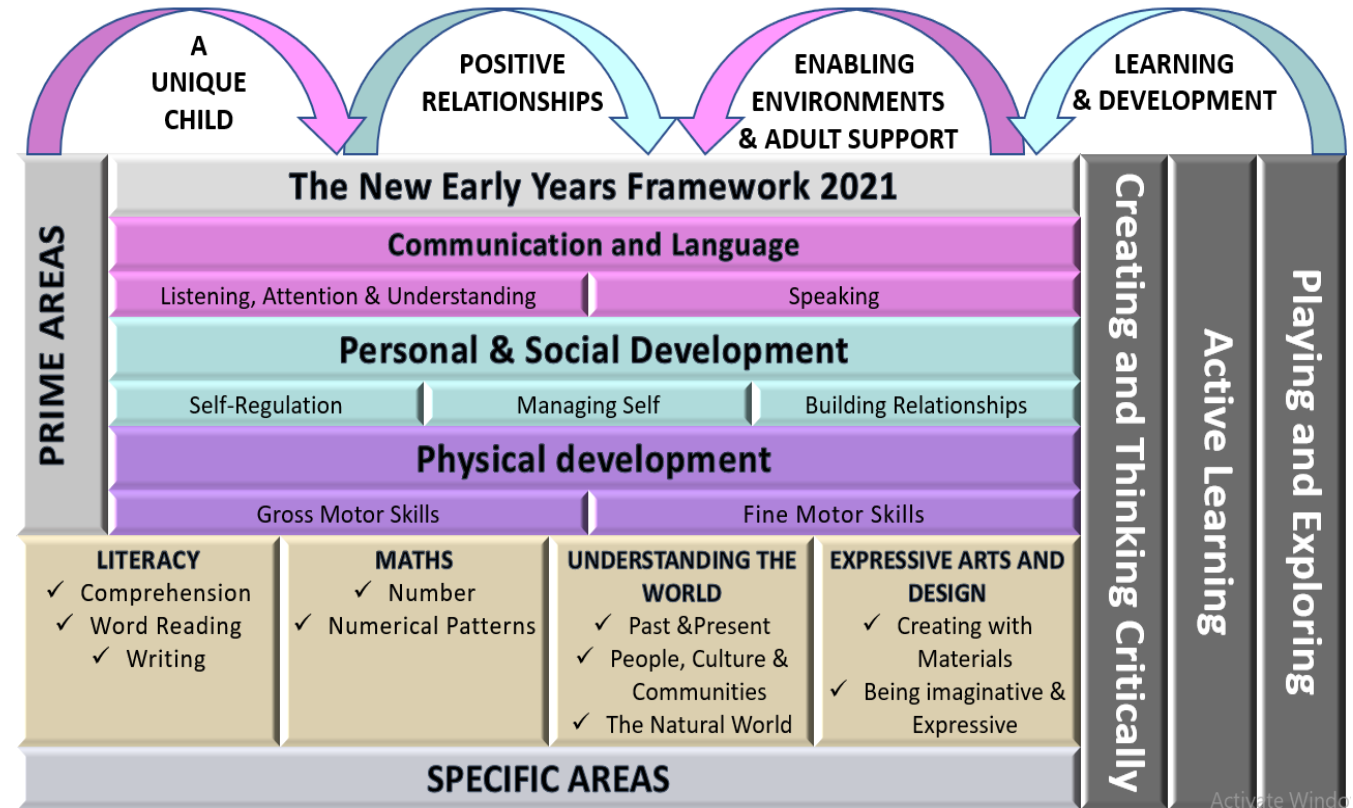 A
UNIQUE
CHILD
POSITIVE
RELATIONSHIPS
ENABLING
ENVIRONMENTS
& ADULT SUPPORT
LEARNING
& DEVELOPMENT
PRIME AREAS
The New Early Years Framework 2021
Communication and Language
Listening, Attention & Understanding
Speaking
Personal & Social Development
Self-Regulation
Managing Self
Building Relationships
Physical development
Gross Motor Skills
Fine Motor Skills
LITERACY
✓ Comprehension
✓ Word Reading
✓ Writing
MATHS
✓ Number
✓ Numerical Patterns
UNDERSTANDING THE
WORLD
✓ Past &Present
✓ People, Culture &
Communities
✓ The Natural World
EXPRESSIVE ARTS AND
DESIGN
✓ Creating with
Materials
✓ Being imaginative &
Expressive
SPECIFIC AREAS
Creating and Thinking Critically
Active Learning
Playing and Exploring
Activate Windo